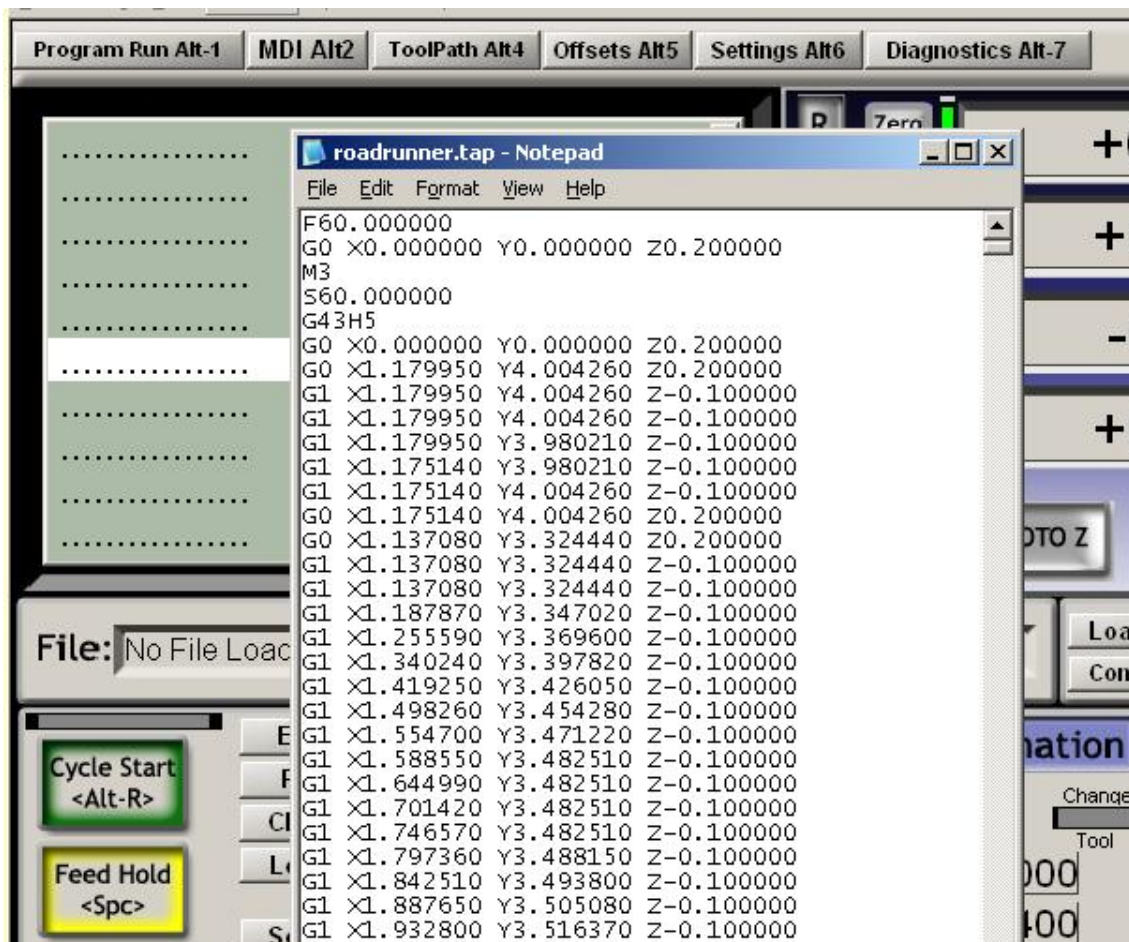 Program Run Alt-1 MDI Alt2 ToolPath Alt4 Offsets Alt5 Settings Alt6 Diagnostics Alt-7
R Zero
roadrunner.tap - Notepad
File Edit Format View Help
F60.000000
G0 X0.000000 Y0.000000 Z0.200000
M3
S60.000000
G43H5
G0 X0.000000 Y0.000000 Z0.200000
G0 X1.179950 Y4.004260 Z0.200000
G1 X1.179950 Y4.004260 Z-0.100000
G1 X1.179950 Y4.004260 Z-0.100000
G1 X1.179950 Y3.980210 Z-0.100000
G1 X1.175140 Y3.980210 Z-0.100000
G1 X1.175140 Y4.004260 Z-0.100000
G0 X1.175140 Y4.004260 Z0.200000
G0 X1.137080 Y3.324440 Z0.200000
G1 X1.137080 Y3.324440 Z-0.100000
G1 X1.137080 Y3.324440 Z-0.100000
G1 X1.187870 Y3.347020 Z-0.100000
G1 X1.255590 Y3.369600 Z-0.100000
G1 X1.340240 Y3.397820 Z-0.100000
G1 X1.419250 Y3.426050 Z-0.100000
G1 X1.498260 Y3.454280 Z-0.100000
G1 X1.554700 Y3.471220 Z-0.100000
G1 X1.588550 Y3.482510 Z-0.100000
G1 X1.644990 Y3.482510 Z-0.100000
G1 X1.701420 Y3.482510 Z-0.100000
G1 X1.746570 Y3.482510 Z-0.100000
G1 X1.797360 Y3.488150 Z-0.100000
G1 X1.842510 Y3.493800 Z-0.100000
G1 X1.887650 Y3.505080 Z-0.100000
G1 X1.932800 Y3.516370 Z-0.100000
OTO Z
File: No File Loa
Cycle Start
<Alt-R>
Feed Hold
<Spc>
Loa
Con
nation
Change
Tool
000
400